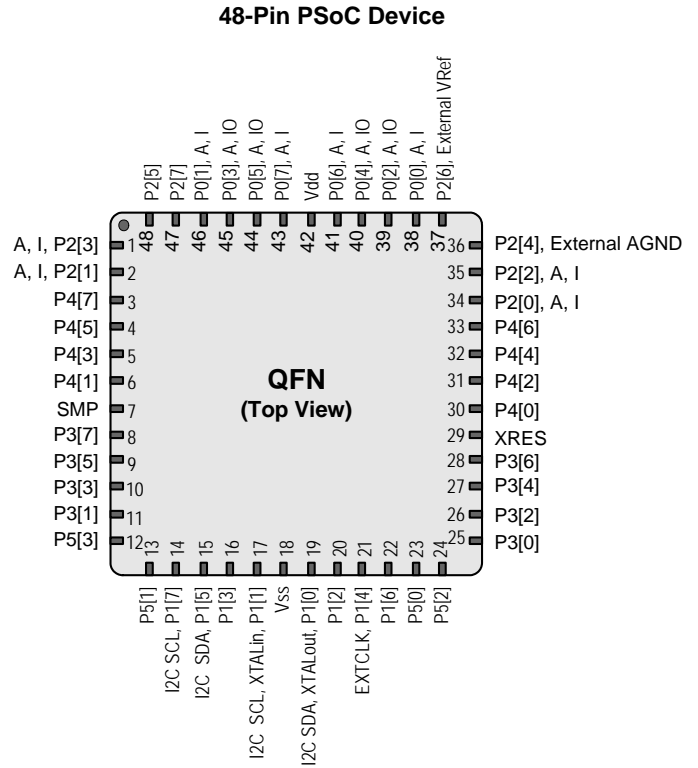 48-Pin PSoC Device
P2[5]
P2[7]
P0[1], A, I
P0[3], A, IO
P0[5], A, IO
P0[7], A, I
Vdd
P0[6], A, I
P0[4], A, IO
P0[2], A, IO
P0[0], A, I
P2[6], External VRef
48
47
46
45
44
43
42
41
40
39
38
37
A, I, P2[3] 1
A, I, P2[1] 2
P4[7] 3
P4[5] 4
P4[3] 5
P4[1] 6
SMP 7
P3[7] 8
P3[5] 9
P3[3] 10
P3[1] 11
P5[3] 12
QFN
(Top View)
36 P2[4], External AGND
35 P2[2], A, I
34 P2[0], A, I
33 P4[6]
32 P4[4]
31 P4[2]
30 P4[0]
29 XRES
28 P3[6]
27 P3[4]
26 P3[2]
25 P3[0]
13
14
15
16
17
18
19
20
21
22
23
24
P5[1]
I2C SCL, P1[7]
I2C SDA, P1[5]
P1[3]
I2C SCL, XTALin, P1[1]
Vss
I2C SDA, XTALout, P1[0]
P1[2]
EXTCLK, P1[4]
P1[6]
P5[0]
P5[2]